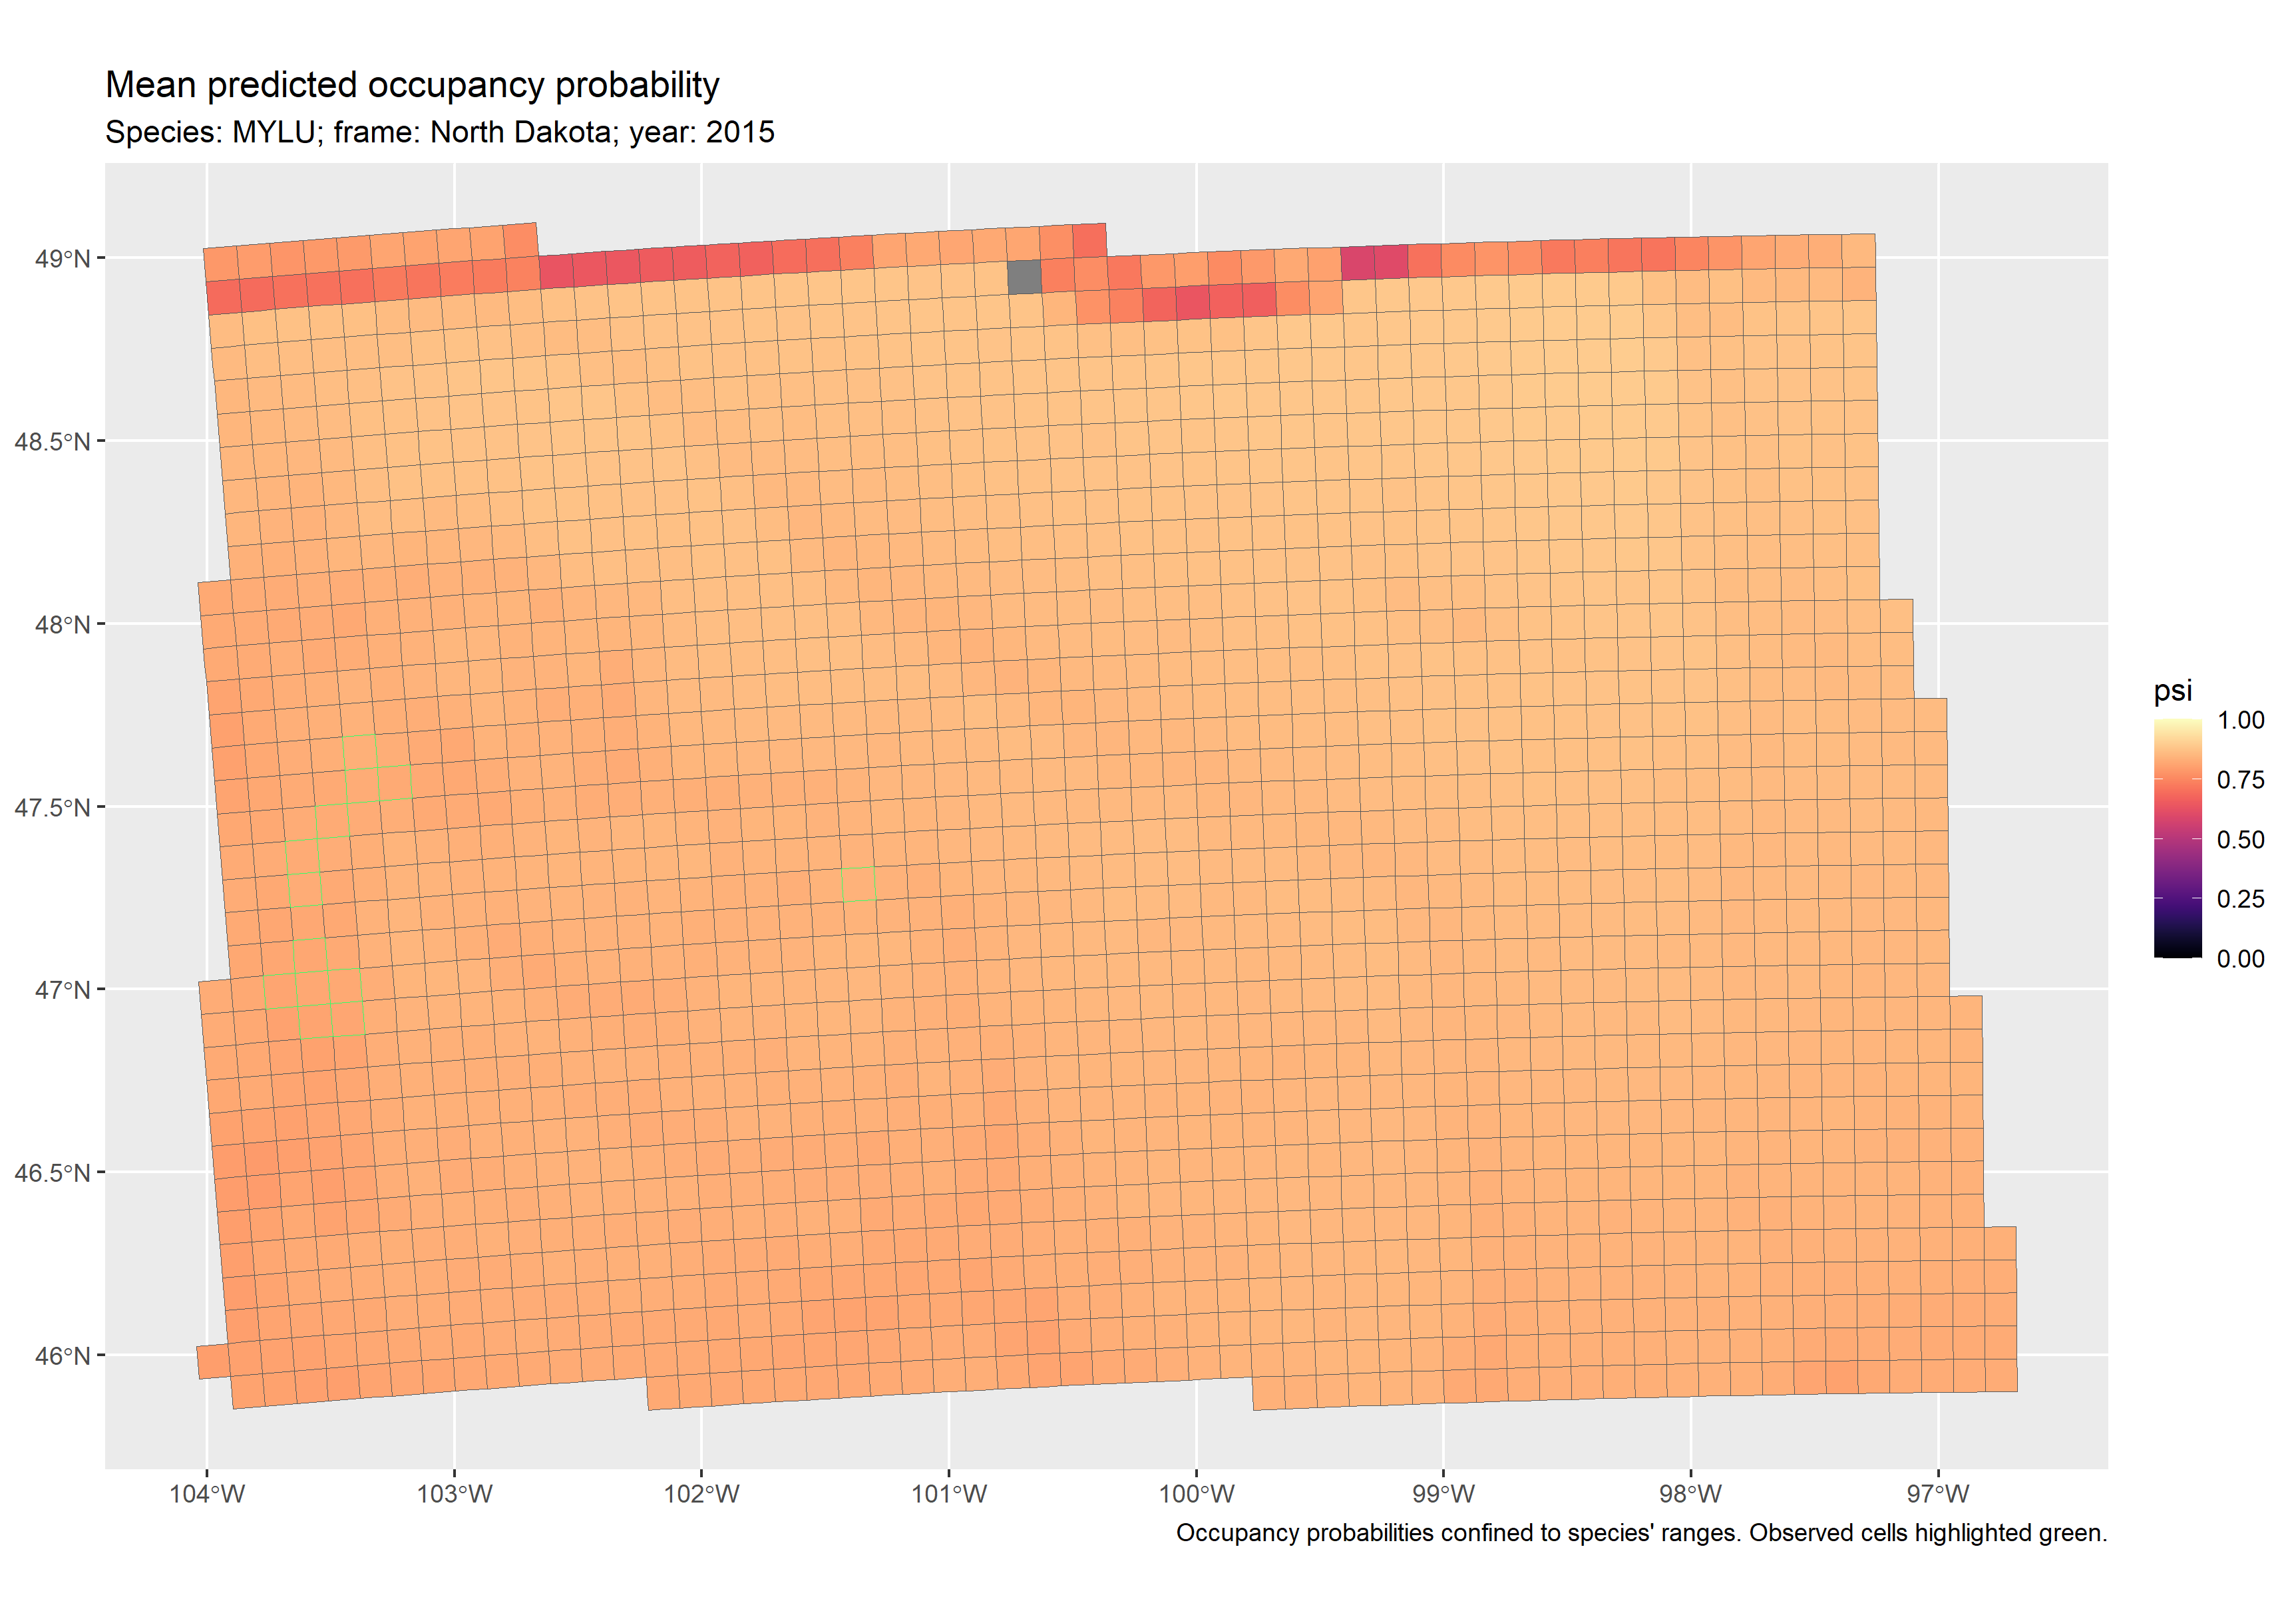 Mean predicted occupancy probability
Species: MYLU; frame: North Dakota; year: 2015
49°N
48.5°N
48°N
47.5°N
47°N
46.5°N
46°N
104°W
103°W
102°W
101°W
100°W
99°W
98°W
97°W
psi
1.00
0.75
0.50
0.25
0.00
Occupancy probabilities confined to species' ranges. Observed cells highlighted green.